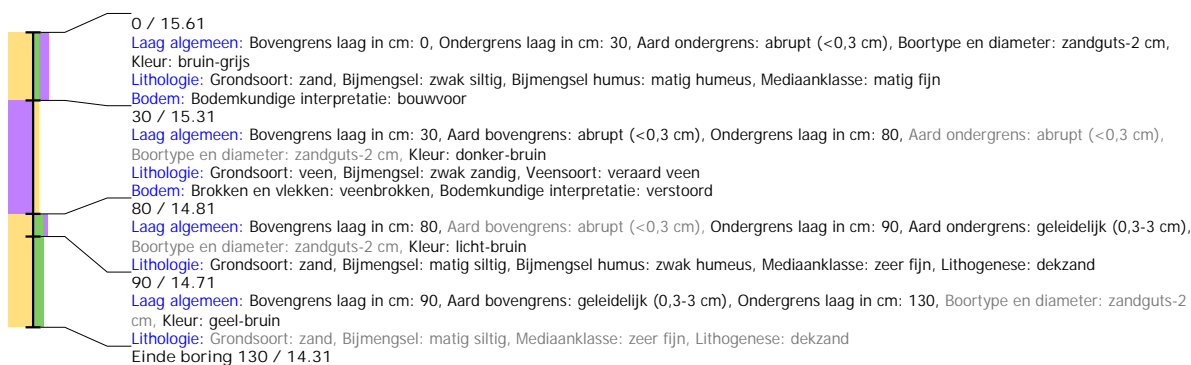 0 / 15.61
Laag algemeen: Bovengrens laag in cm: 0, Ondergrens laag in cm: 30, Aard ondergrens: abrupt (<0,3 cm), Boortype en diameter: zandguts-2 cm,
Kleur: bruin-grijs
Lithologie: Grondsoort: zand, Bijmengsel: zwak siltig, Bijmengsel humus: matig humeus, Mediaanklasse: matig fijn
Bodem: Bodemkundige interpretatie: bouwvoor
30 / 15.31
Laag algemeen: Bovengrens laag in cm: 30, Aard bovengrens: abrupt (<0,3 cm), Ondergrens laag in cm: 80, Aard ondergrens: abrupt (<0,3 cm),
Boortype en diameter: zandguts-2 cm, Kleur: donker-bruin
Lithologie: Grondsoort: veen, Bijmengsel: zwak zandig, Veensoort: veraard veen
Bodem: Brokken en vlekken: veenbrokken, Bodemkundige interpretatie: verstoord
80 / 14.81
Laag algemeen: Bovengrens laag in cm: 80, Aard bovengrens: abrupt (<0,3 cm), Ondergrens laag in cm: 90, Aard ondergrens: geleidelijk (0,3-3 cm),
Boortype en diameter: zandguts-2 cm, Kleur: licht-bruin
Lithologie: Grondsoort: zand, Bijmengsel: matig siltig, Bijmengsel humus: zwak humeus, Mediaanklasse: zeer fijn, Lithogenese: dekzand
90 / 14.71
Laag algemeen: Bovengrens laag in cm: 90, Aard bovengrens: geleidelijk (0,3-3 cm), Ondergrens laag in cm: 130, Boortype en diameter: zandguts-2
cm, Kleur: geel-bruin
Lithologie: Grondsoort: zand, Bijmengsel: matig siltig, Mediaanklasse: zeer fijn, Lithogenese: dekzand
Einde boring 130 / 14.31